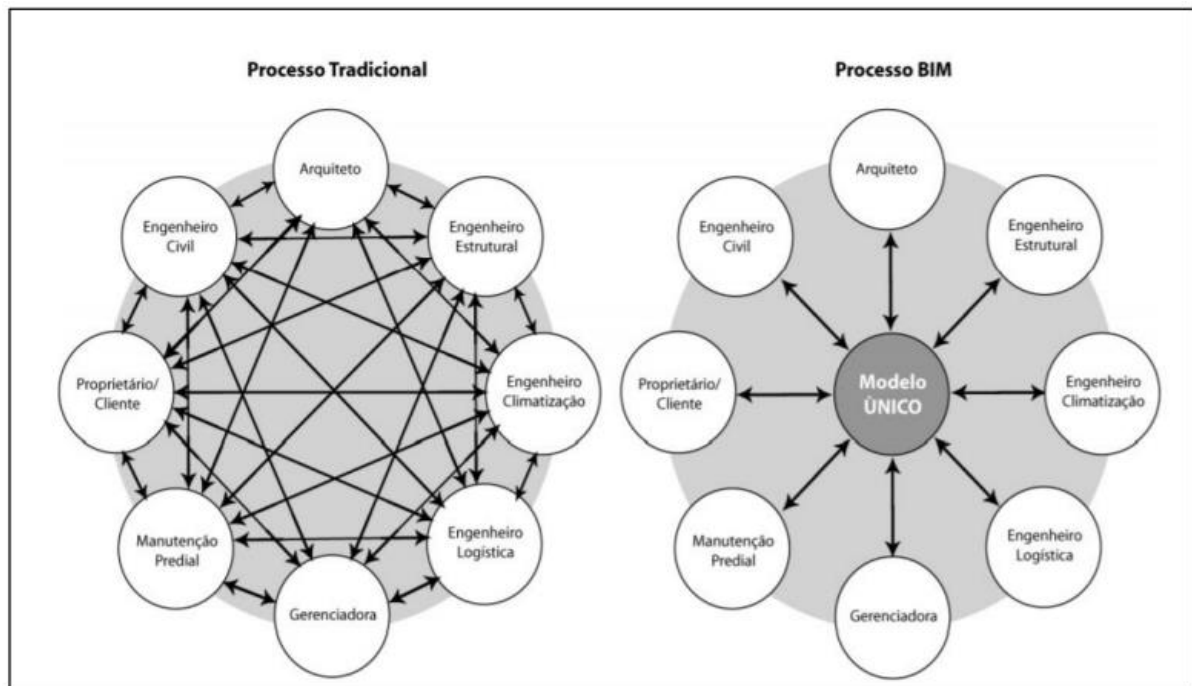 Processo Tradicional
Arquiteto
Engenheiro
Civil
Engenheiro
Estrutural
Proprietário/
Cliente
Engenheiro
Climatização
Manutenção
Predial
Engenheiro
Logística
Gerenciadora
Processo BIM
Arquiteto
Engenheiro
Civil
Engenheiro
Estrutural
Proprietário/
Cliente
Modelo
ÙNICO
Engenheiro
Climatização
Manutenção
Predial
Engenheiro
Logística
Gerenciadora